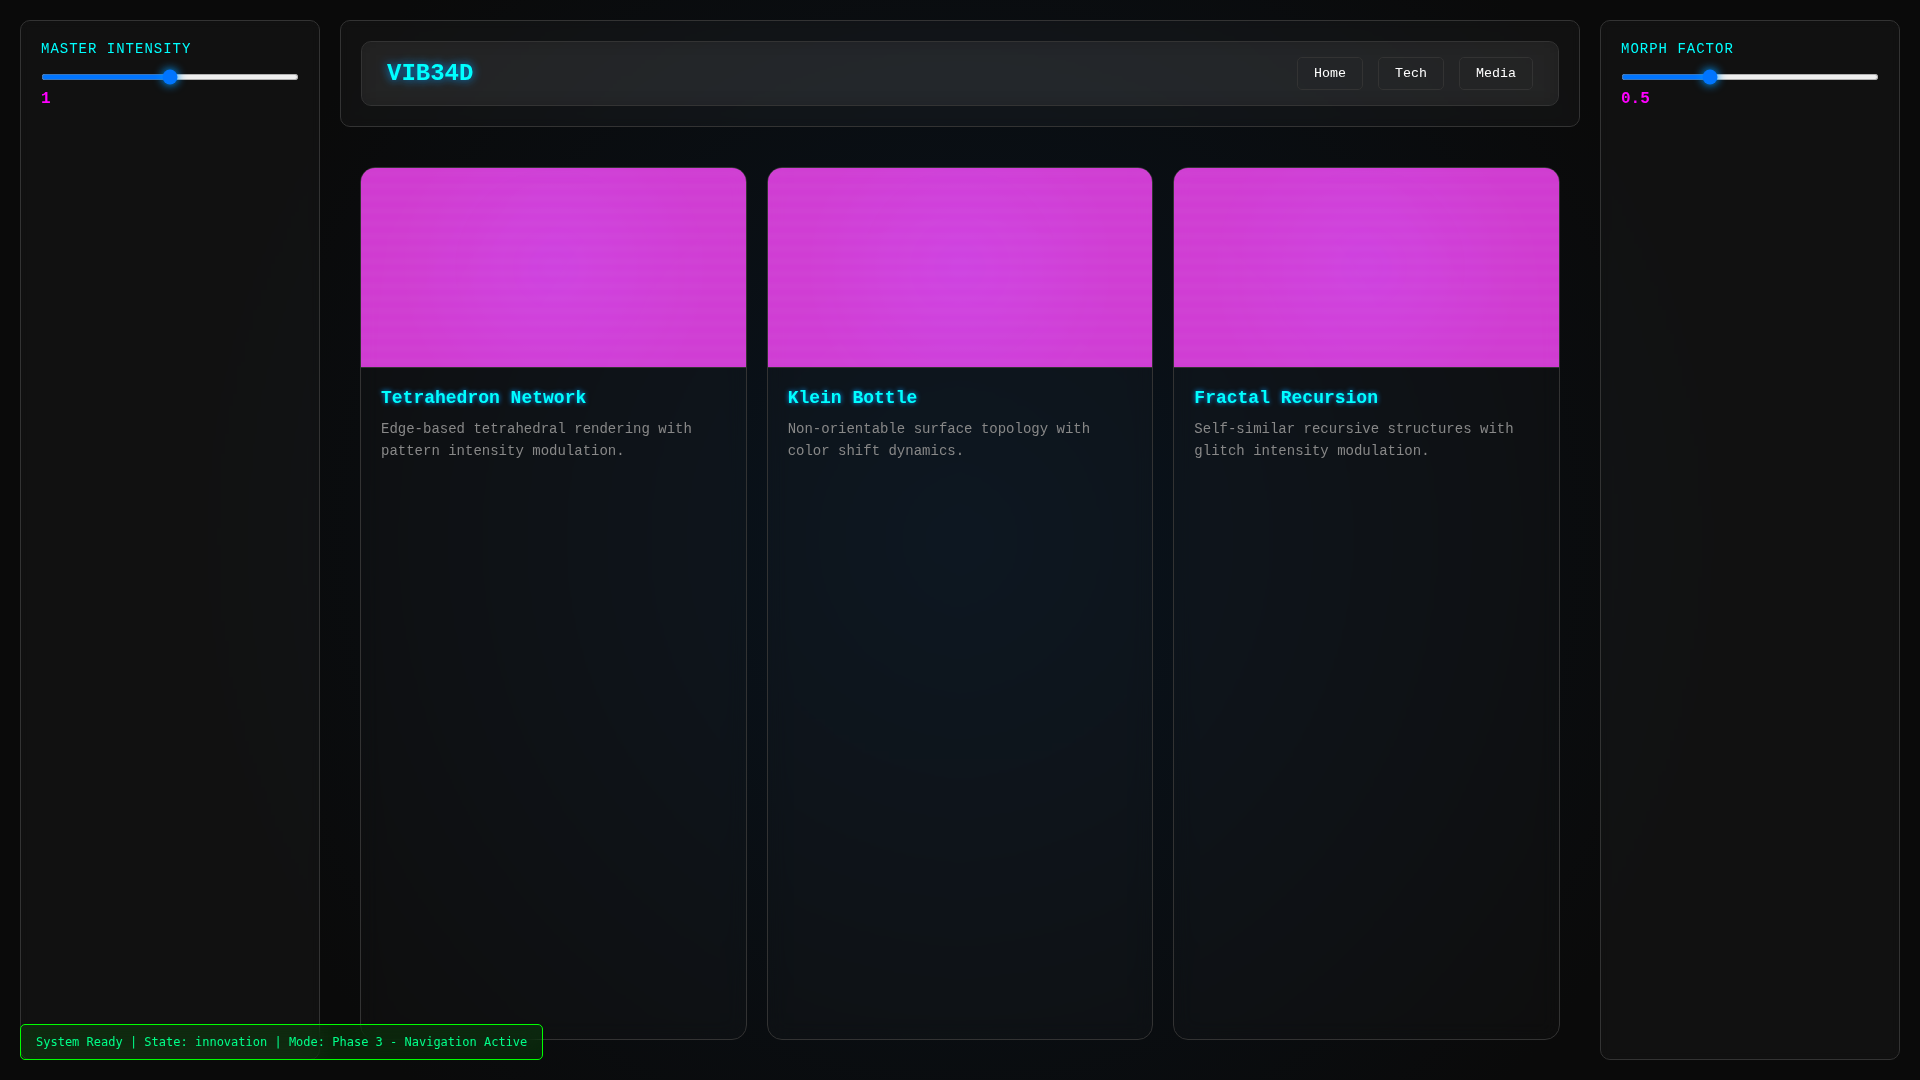 MASTER INTENSITY
1
VIB34D
Home
Tech
Media
MORPH FACTOR
0.5
Tetrahedron Network
Edge-based tetrahedral rendering with
pattern intensity modulation.
Klein Bottle
Non-orientable surface topology with
color shift dynamics.
Fractal Recursion
Self-similar recursive structures with
glitch intensity modulation.
System Ready | State: innovation | Mode: Phase 3 - Navigation Active